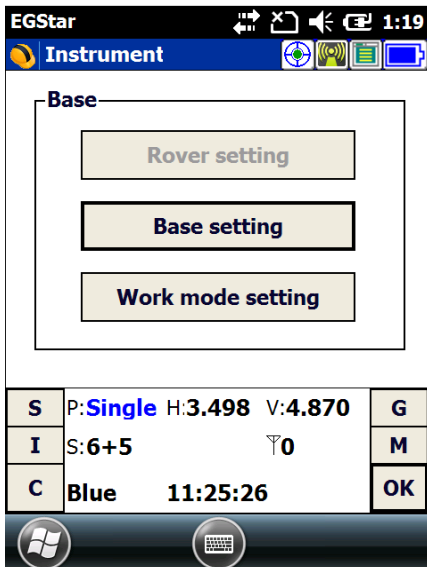 EGStar 1:19
Instrument
Base
Rover setting
Base setting
Work mode setting
S P:Single H:3.498 V:4.870 G
I S:6+5 0 M
C Blue 11:25:26 OK